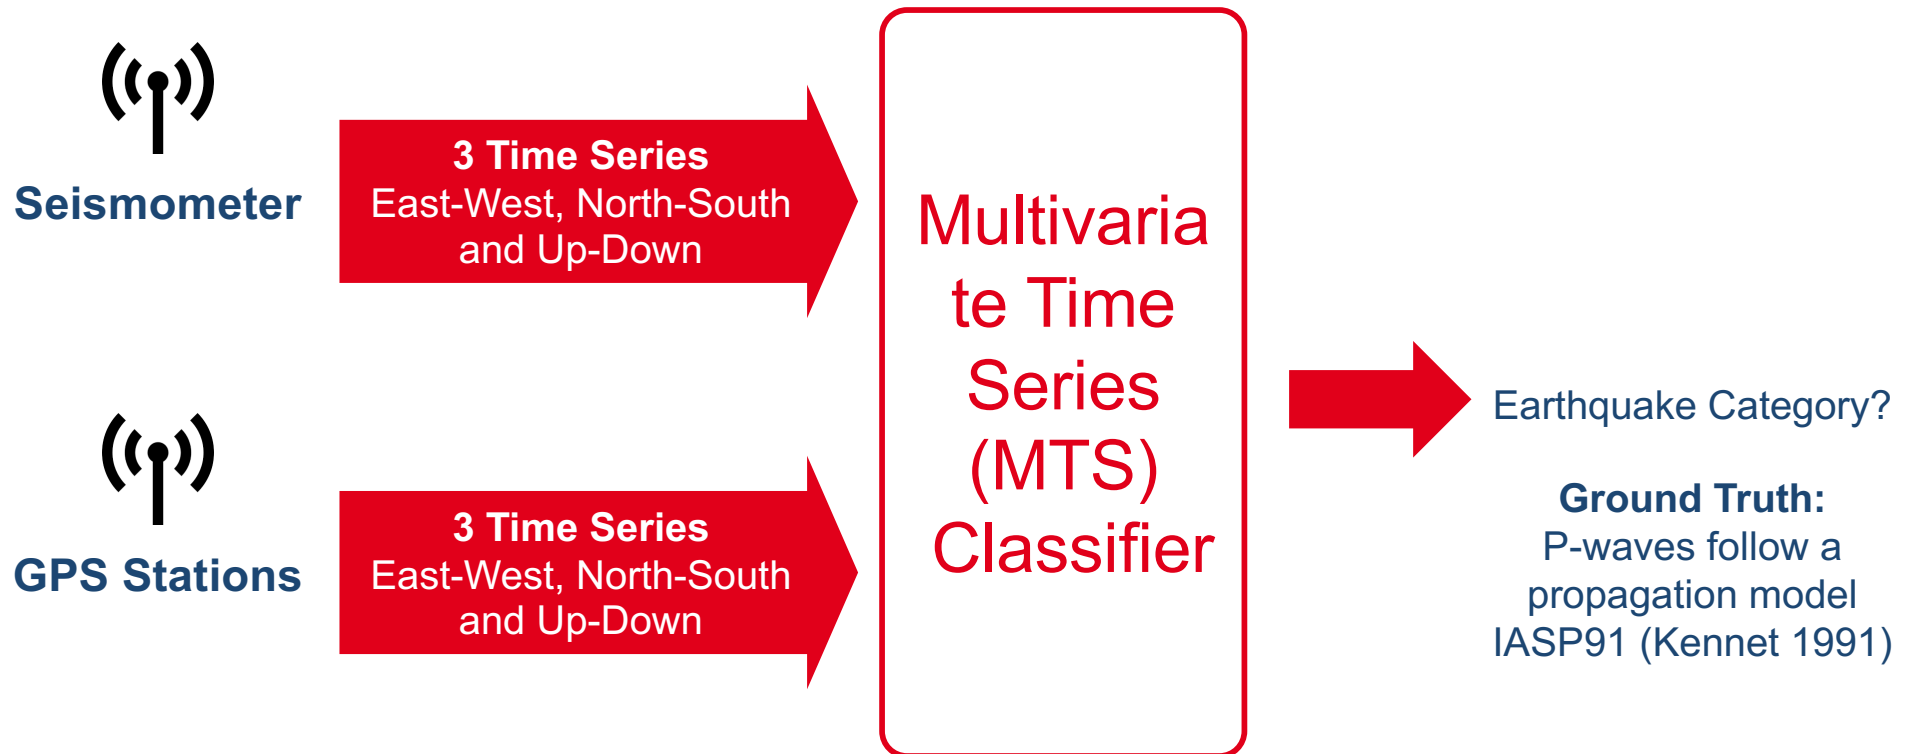 Seismometer
3 Time Series
East-West, North-South
and Up-Down
GPS Stations
3 Time Series
East-West, North-South
and Up-Down
Multivaria
te Time
Series
(MTS)
Classifier
Earthquake Category?
Ground Truth:
P-waves follow a
propagation model
IASP91 (Kennet 1991)